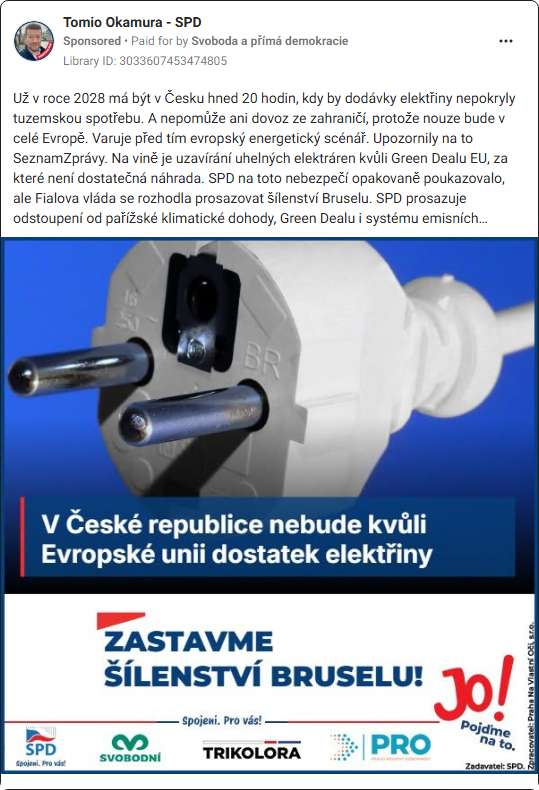 Tomio Okamura - SPD
Sponsored • Paid for by Svoboda a přímá demokracie
Library ID: 3033607453474805
Už v roce 2028 má být v Česku hned 20 hodin, kdy by dodávky elektřiny nepokryly
tuzemskou spotřebu. A nepomůže ani dovoz ze zahraničí, protože nouze bude v
celé Evropě. Varuje před tím evropský energetický scénář. Upozornily na to
SeznamZprávy. Na vině je uzavírání uhelných elektráren kvůli Green Dealu EU, za
které není dostatečná náhrada. SPD na toto nebezpečí opakovaně poukazovalo,
ale Fialova vláda se rozhodla prosazovat šílenství Bruselu. SPD prosazuje
odstoupení od pařížské klimatické dohody, Green Dealu i systému emisních...
16
250
BR
V České republice nebude kvůli
Evropské unii dostatek elektřiny
ZASTAVME
ŠÍLENSTVÍ BRUSELU!
Jo!
Pojďme
na to.
Spojeni. Pro vás!
SPD
Spojeni. Pro vás!
SVOBODNÍ
TRIKOLORA
PRO
Zadavatel: SPD.
Zpracovatel: Praha Na Vlastní Oči, s.r.o.